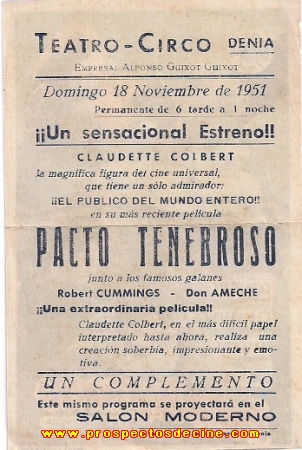 TEATRO-CIRCO DENIA
EMPRESA: ALFONSO GUIXOT GUIXOT
Domingo 18 Noviembre de 1951
Permanente de 6 tarde a 1 noche
¡¡Un sensacional Estreno!!
CLAUDETTE COLBERT
la magnífica figura del cine universal,
que tiene un sólo admirador:
¡¡EL PUBLICO DEL MUNDO ENTERO!!
en su más reciente película
PACTO TENEBROSO
junto a los famosos galanes
Robert CUMMINGS - Don AMECHE
¡¡Una extraordinaria película!!
Claudette Colbert, en el más difícil papel
interpretado hasta ahora, realiza una
creación soberbia, impresionante y emo-
tiva.
UN COMPLEMENTO
Este mismo programa se proyectará en el
SALON MODERNO
www.prospectosdecine.com